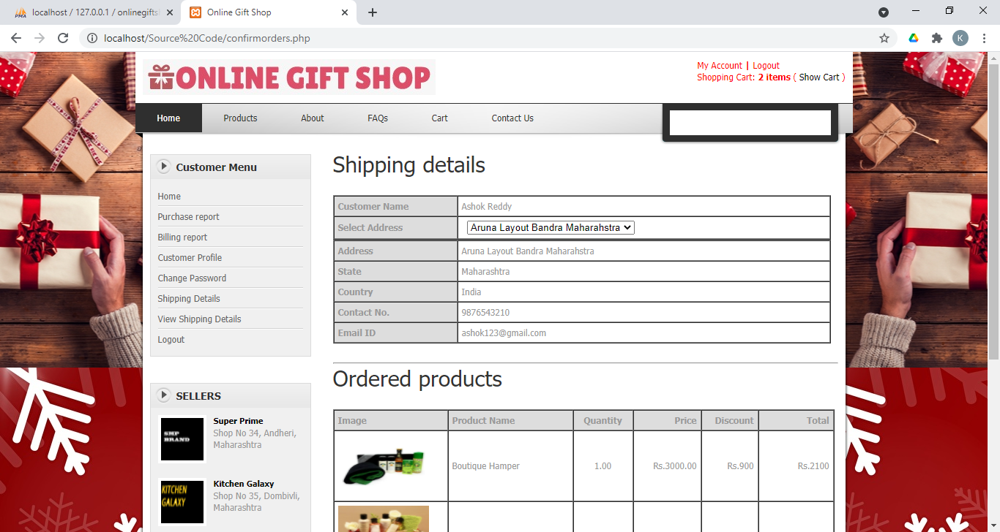 PMA localhost / 127.0.0.1 / onlinegifts
Online Gift Shop
localhost/Source%20Code/confirmorders.php
K
ONLINE GIFT SHOP
My Account | Logout
Shopping Cart: 2 items ( Show Cart )
Home Products About FAQs Cart Contact Us
Customer Menu
Home
Purchase report
Billing report
Customer Profile
Change Password
Shipping Details
View Shipping Details
Logout
SELLERS
SMP BRAND
Super Prime
Shop No 34, Andheri,
Maharashtra
KITCHEN GALAXY
Kitchen Galaxy
Shop No 35, Dombivli,
Maharashtra
Shipping details
Customer Name Ashok Reddy
Select Address Aruna Layout Bandra Maharahstra
Address Aruna Layout Bandra Maharahstra
State Maharashtra
Country India
Contact No. 9876543210
Email ID ashok123@gmail.com
Ordered products
Image Product Name Quantity Price Discount Total
Boutique Hamper 1.00 Rs.3000.00 Rs.900 Rs.2100